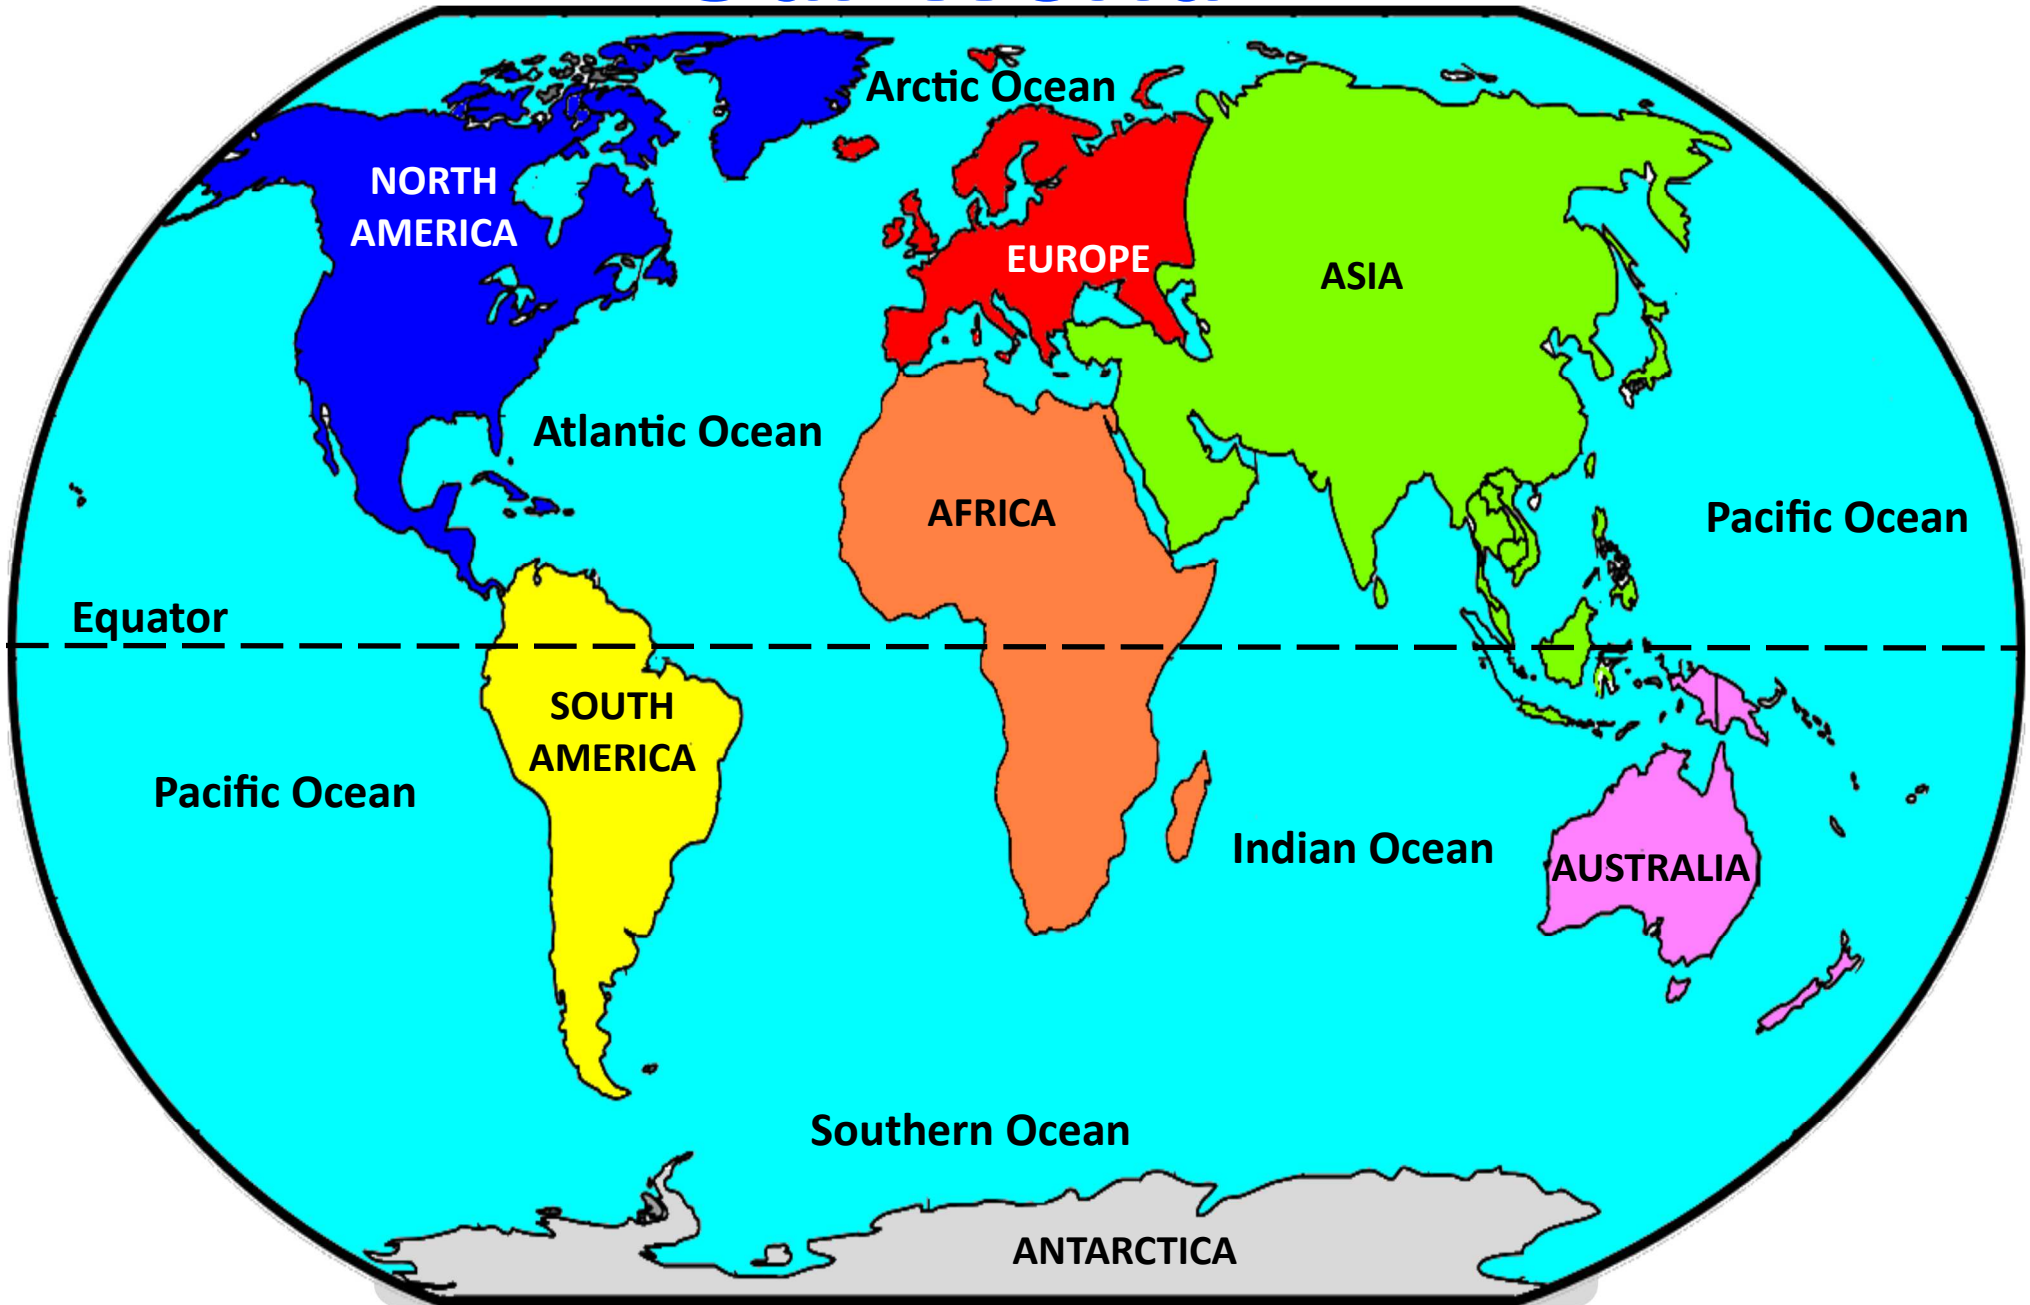 Arctic Ocean
NORTH
AMERICA
EUROPE
ASIA
Atlantic Ocean
AFRICA
Pacific Ocean
Equator
SOUTH
AMERICA
Pacific Ocean
Indian Ocean
AUSTRALIA
Southern Ocean
ANTARCTICA